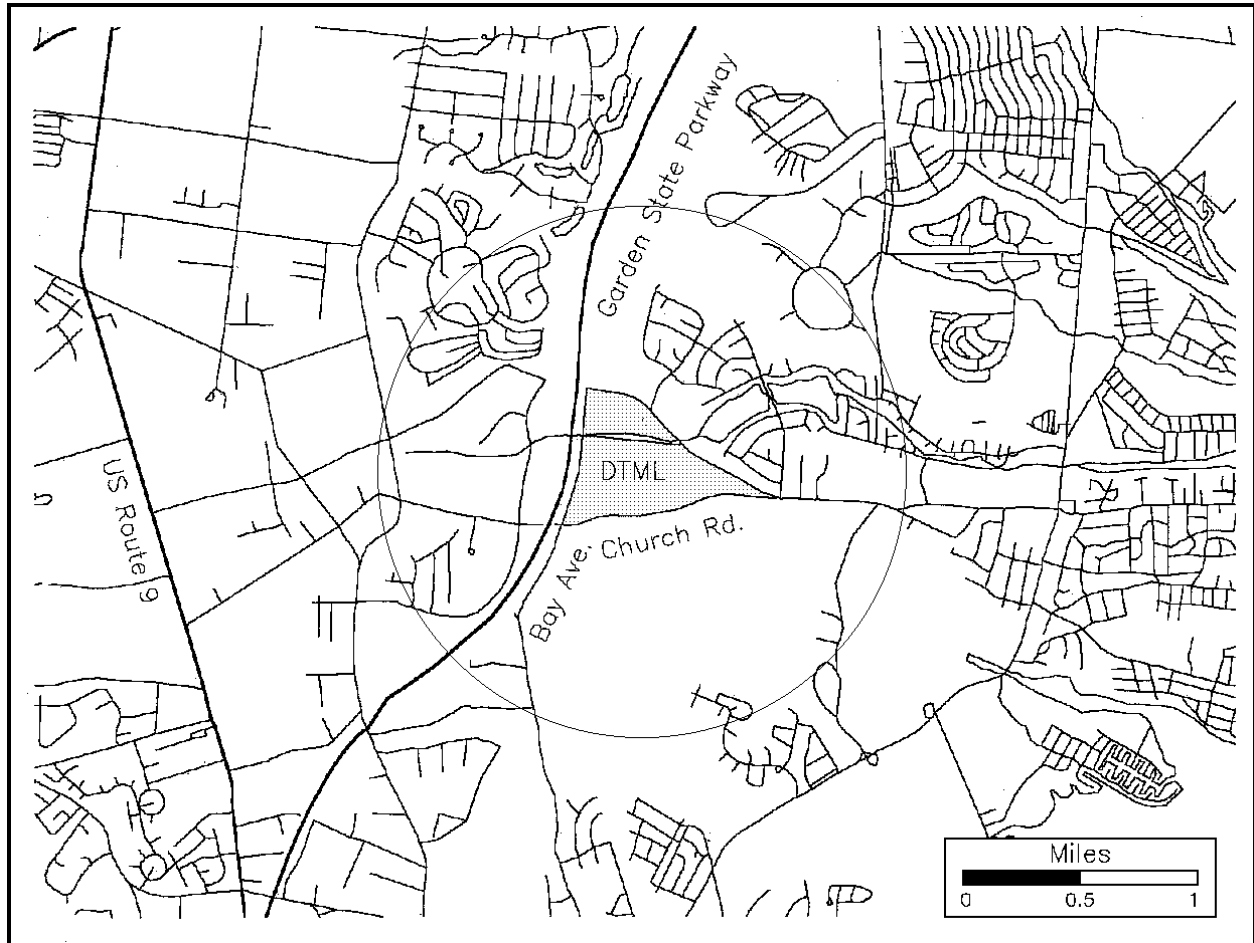 Garden State Parkway
US Route 9
DTML
Bay Ave.
Church Rd.
Miles
0 0.5 1